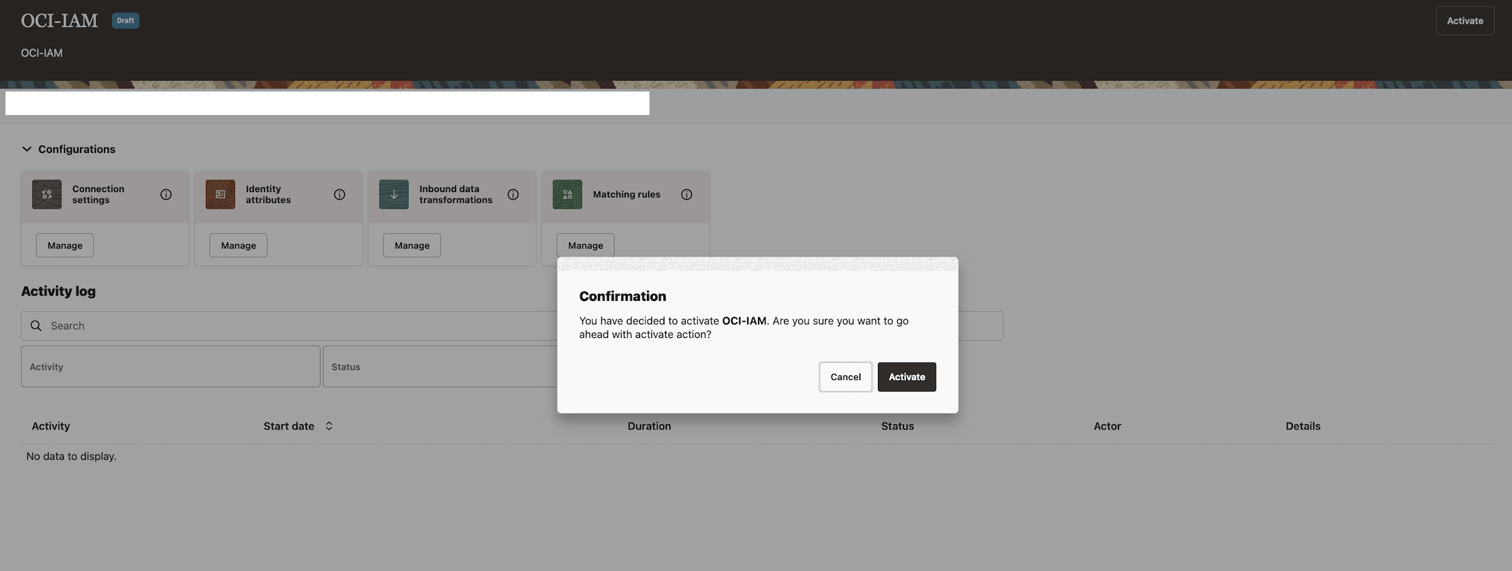 OCI-IAM Draft Activate
OCI-IAM
Configurations
Connection settings
Identity attributes
Inbound data transformations
Matching rules
Manage Manage Manage Manage
Activity log
Search
Activity Status
Confirmation
You have decided to activate OCI-IAM. Are you sure you want to go
ahead with activate action?
Cancel Activate
Activity Start date Duration Status Actor Details
No data to display.